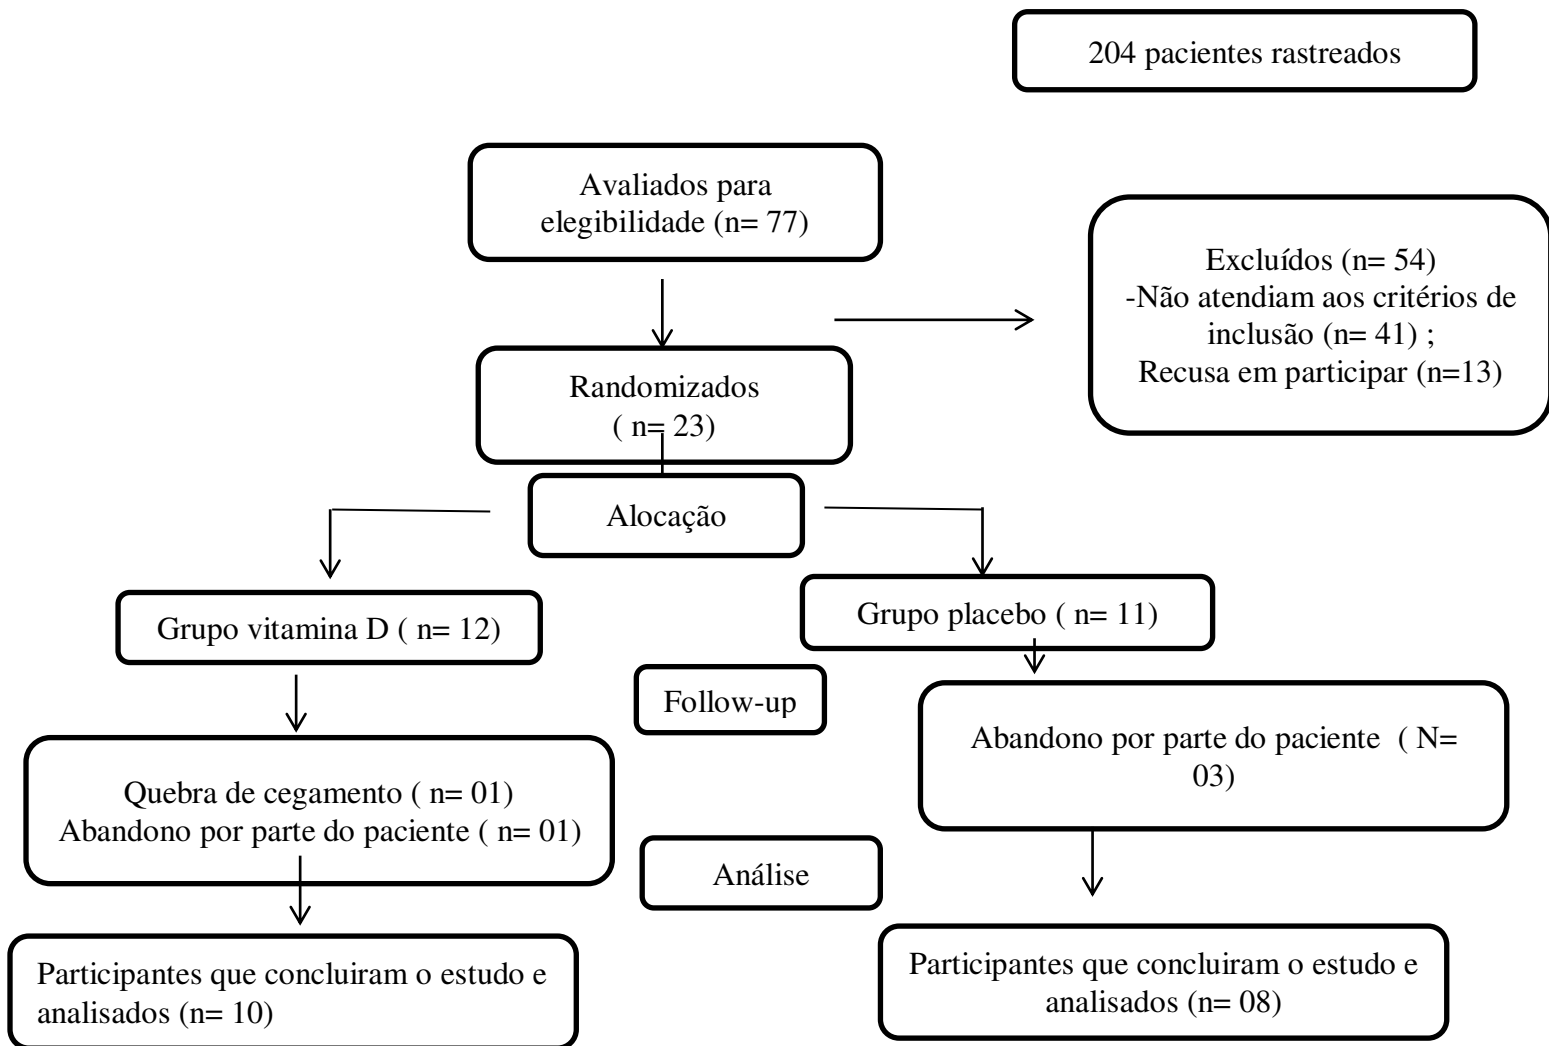 204 pacientes rastreados
Avaliados para
elegibilidade (n= 77)
Excluídos (n= 54)
-Não atendiam aos critérios de
inclusão (n= 41) ;
Recusa em participar (n=13)
Randomizados
( n= 23)
Alocação
Grupo vitamina D ( n= 12)
Grupo placebo ( n= 11)
Follow-up
Quebra de cegamento ( n= 01)
Abandono por parte do paciente ( n= 01)
Abandono por parte do paciente ( N=
03)
Análise
Participantes que concluiram o estudo e
analisados (n= 10)
Participantes que concluiram o estudo e
analisados (n= 08)